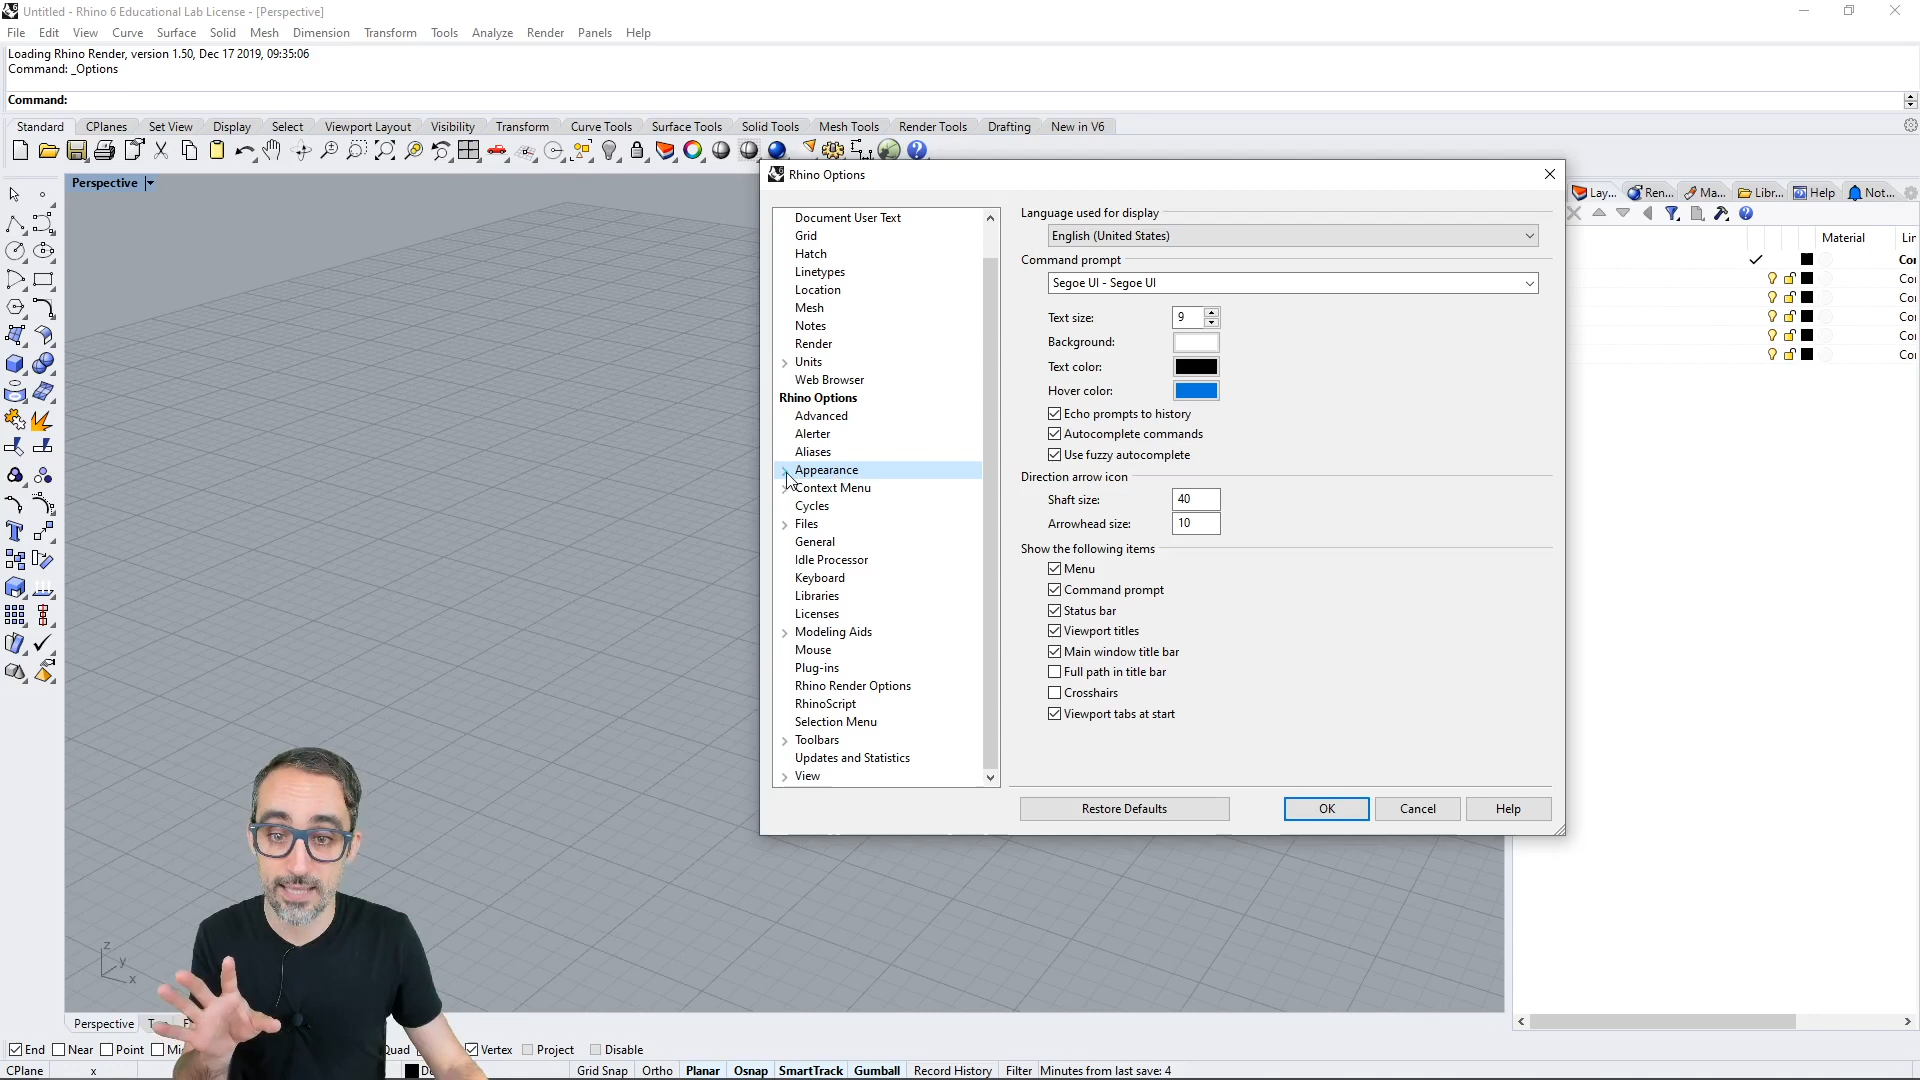 Untitled - Rhino 6 Educational Lab License - [Perspective]
File Edit View Curve Surface Solid Mesh Dimension Transform Tools Analyze Render Panels Help
Loading Rhino Render, version 1.50, Dec 17 2019, 09:35:06
Command: _Options
Command:
Standard CPlanes Set View Display Select Viewport Layout Visibility Transform Curve Tools Surface Tools Solid Tools Mesh Tools Render Tools Drafting New in V6
Perspective
Rhino Options
Lay... Ren... Ma... Libr... Help Not...
Material Lin
Con
Con
Con
Con
Con
Con
Document User Text
Grid
Hatch
Linetypes
Location
Mesh
Notes
Render
Units
Web Browser
Rhino Options
Advanced
Alerter
Aliases
Appearance
Context Menu
Cycles
Files
General
Idle Processor
Keyboard
Libraries
Licenses
Modeling Aids
Mouse
Plug-ins
Rhino Render Options
RhinoScript
Selection Menu
Toolbars
Updates and Statistics
View
Language used for display
English (United States)
Command prompt
Segoe UI - Segoe UI
Text size: 9
Background:
Text color:
Hover color:
Echo prompts to history
Autocomplete commands
Use fuzzy autocomplete
Direction arrow icon
Shaft size: 40
Arrowhead size: 10
Show the following items
Menu
Command prompt
Status bar
Viewport titles
Main window title bar
Full path in title bar
Crosshairs
Viewport tabs at start
Restore Defaults OK Cancel Help
z
y
x
Perspective
End Near Point Quad Vertex Project Disable
CPlane x Grid Snap Ortho Planar Osnap SmartTrack Gumball Record History Filter Minutes from last save: 4